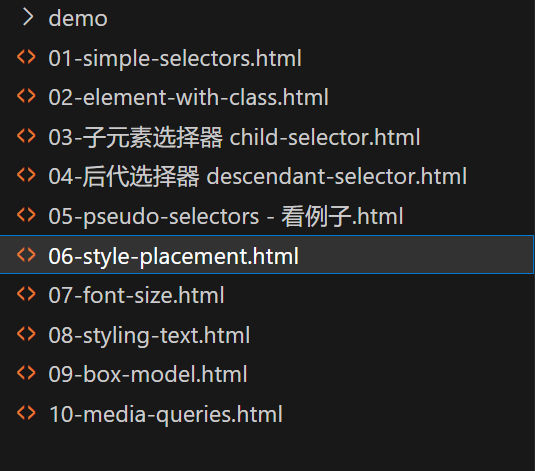 demo
01-simple-selectors.html
02-element-with-class.html
03-子元素选择器 child-selector.html
04-后代选择器 descendant-selector.html
05-pseudo-selectors - 看例子.html
06-style-placement.html
07-font-size.html
08-styling-text.html
09-box-model.html
10-media-queries.html